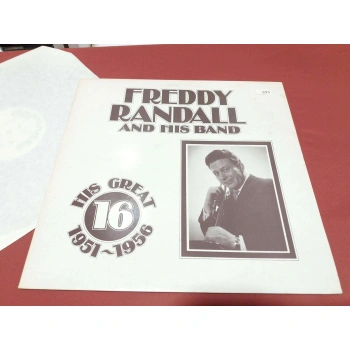 FREDDY
RANDALL
AND HIS BAND
HIS GREAT
16
1951~1956